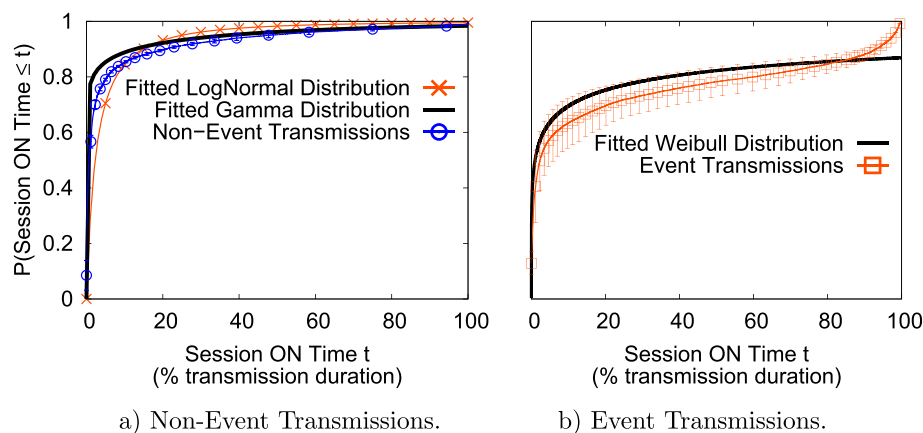 1
0.8
0.6
0.4
0.2
0
P(Session ON Time ≤ t)
Fitted LogNormal Distribution
Fitted Gamma Distribution
Non−Event Transmissions
0 20 40 60 80 100
Session ON Time t
(% transmission duration)
a) Non-Event Transmissions.
Fitted Weibull Distribution
Event Transmissions
0 20 40 60 80 100
Session ON Time t
(% transmission duration)
b) Event Transmissions.